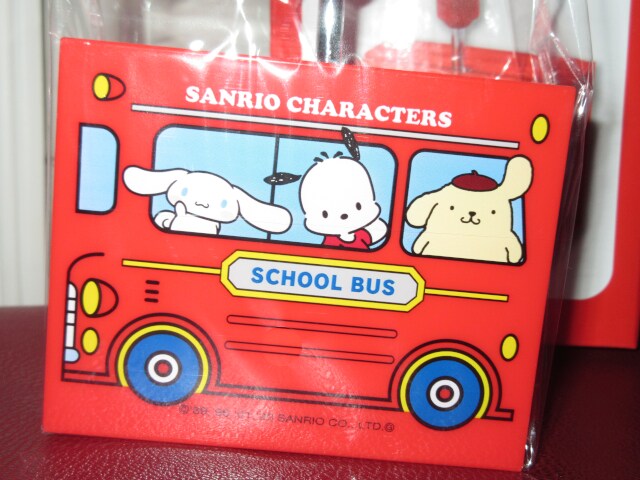 SANRIO CHARACTERS
SCHOOL BUS
SANRIO CO., LTD.